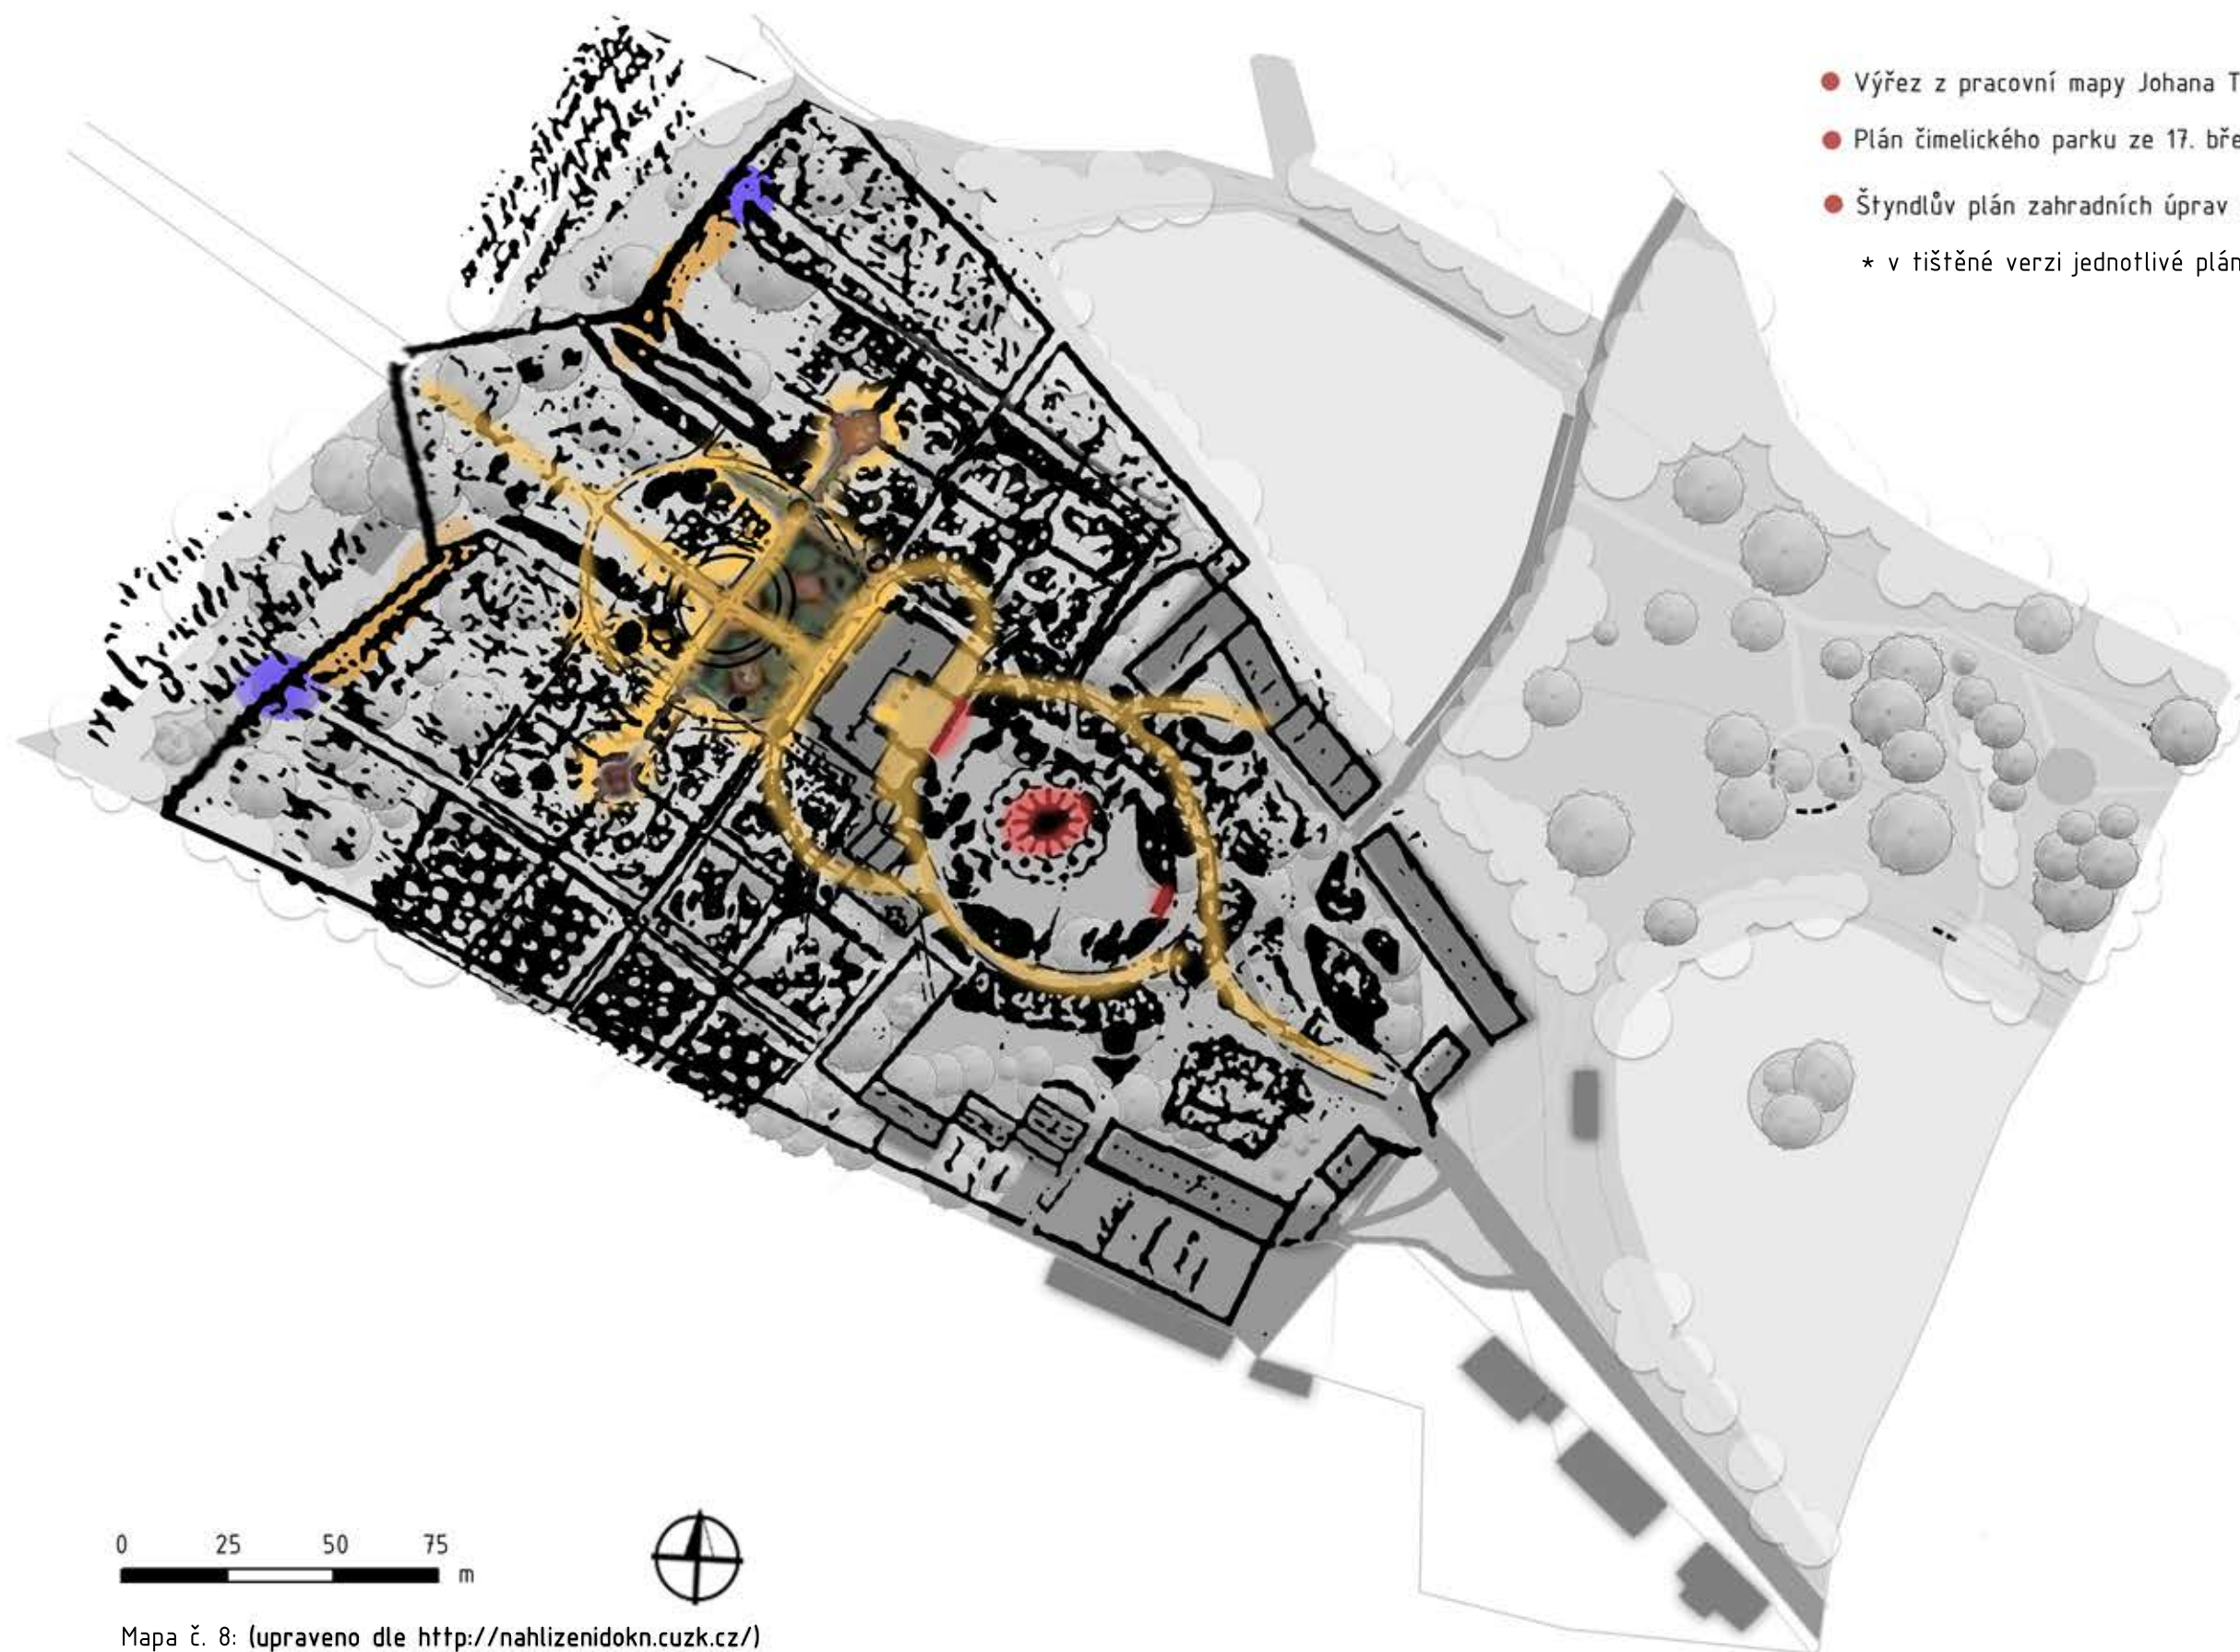 Výřez z pracovní mapy Johana T
Plán čimelického parku ze 17. bře
Štyndlův plán zahradních úprav
* v tištěné verzi jednotlivé plán
0 25 50 75
m
Mapa č. 8: (upraveno dle http://nahlizenidokn.cuzk.cz/)